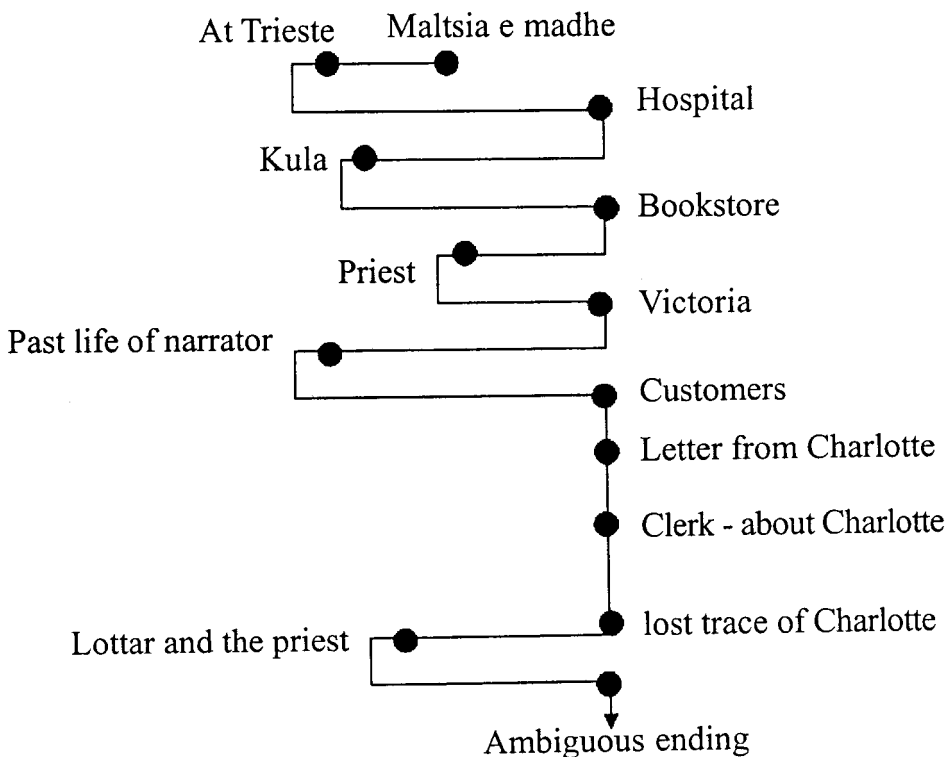 At Trieste
Maltsia e madhe
Hospital
Kula
Bookstore
Priest
Victoria
Past life of narrator
Customers
Letter from Charlotte
Clerk - about Charlotte
lost trace of Charlotte
Lottar and the priest
Ambiguous ending